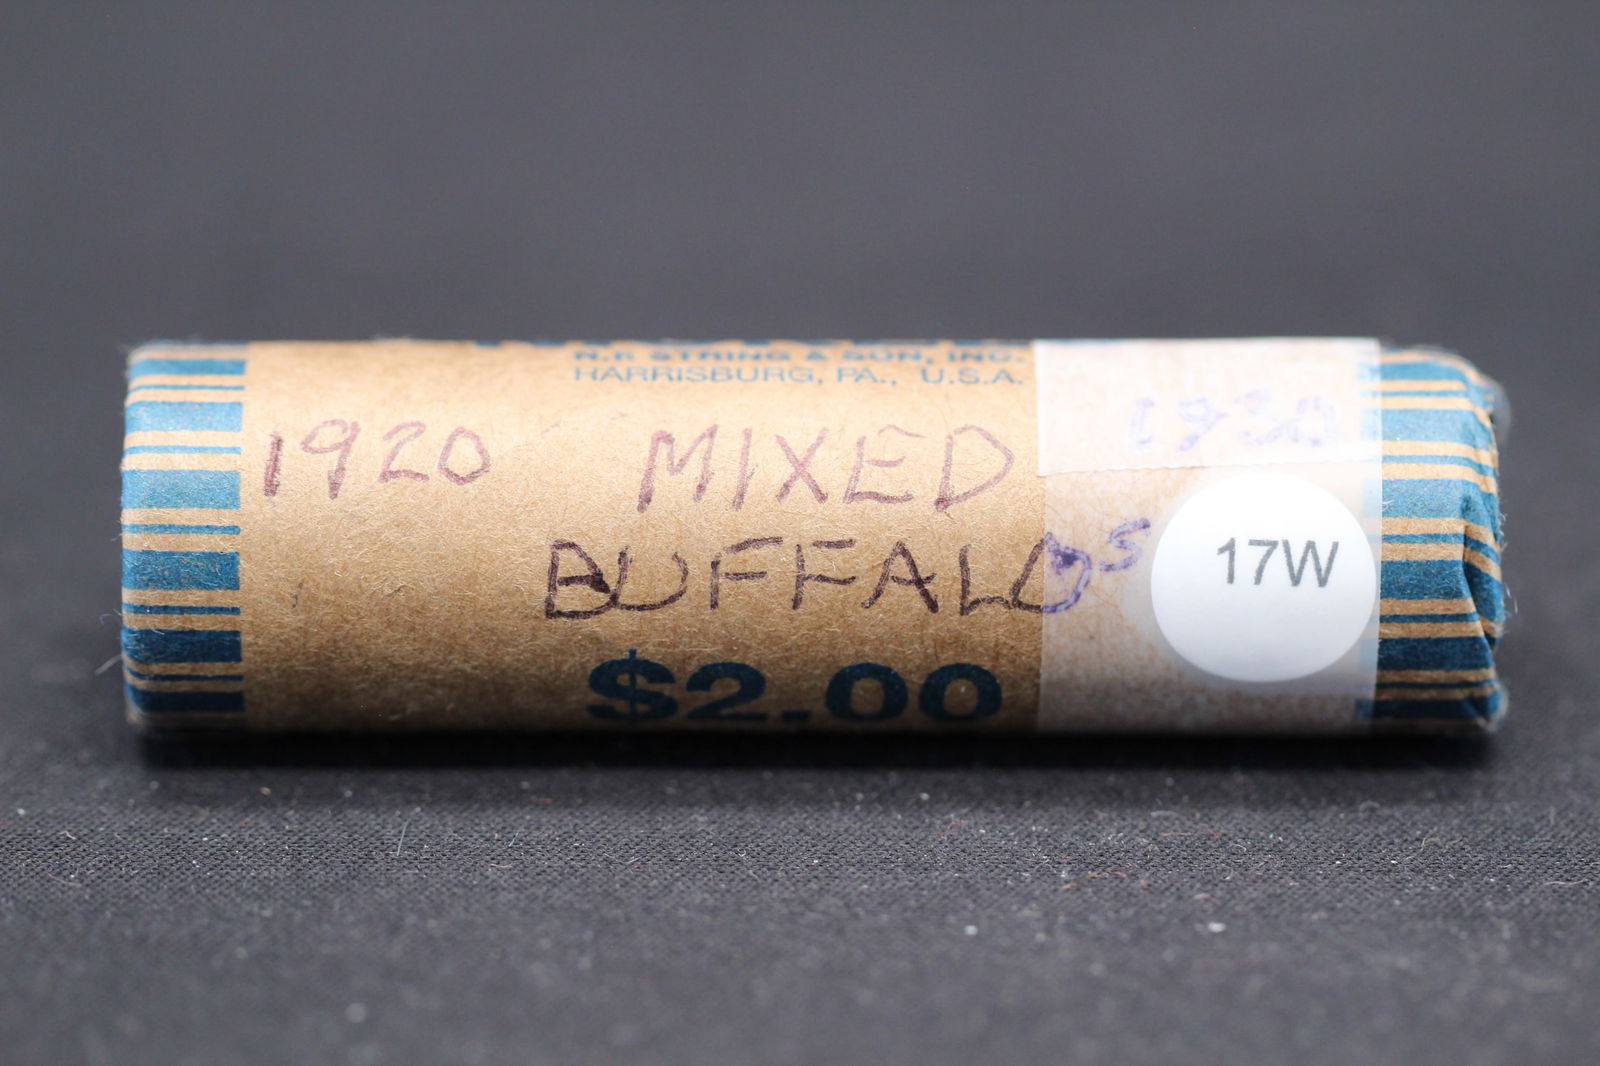 N.F. STRING & SON, INC.
HARRISBURG, PA., U.S.A.
1920 MIXED 1930
BUFFALOS
17W
$2.00